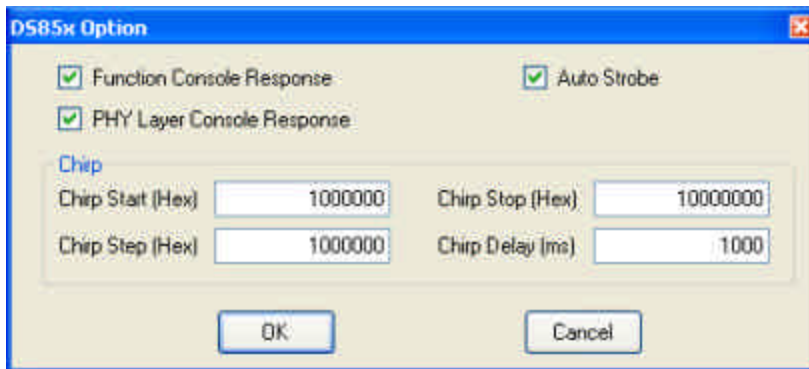 DS85x Option
Function Console Response
Auto Strobe
PHY Layer Console Response
Chirp
Chirp Start (Hex) 1000000 Chirp Stop (Hex) 10000000
Chirp Step (Hex) 1000000 Chirp Delay (ms) 1000
OK Cancel